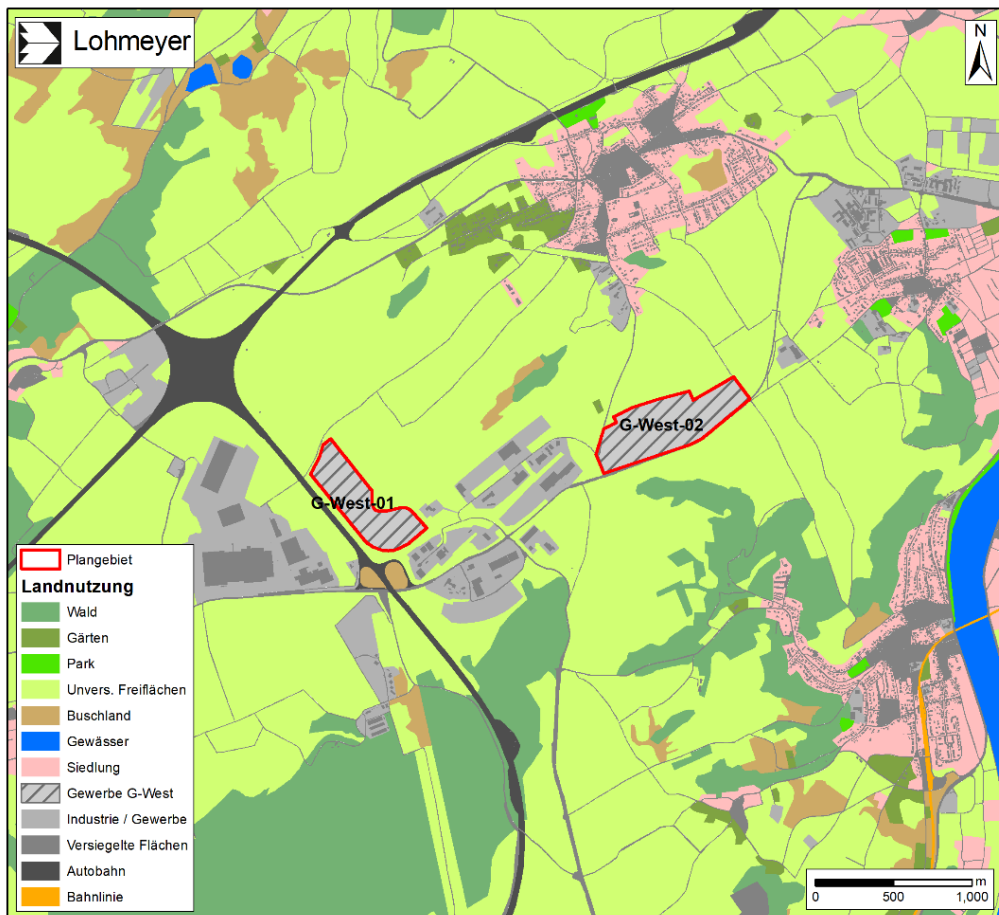 Lohmeyer
N
G-West-02
G-West-01
Plangebiet
Landnutzung
Wald
Gärten
Park
Unvers. Freiflächen
Buschland
Gewässer
Siedlung
Gewerbe G-West
Industrie / Gewerbe
Versiegelte Flächen
Autobahn
Bahnlinie
m
0 500 1,000